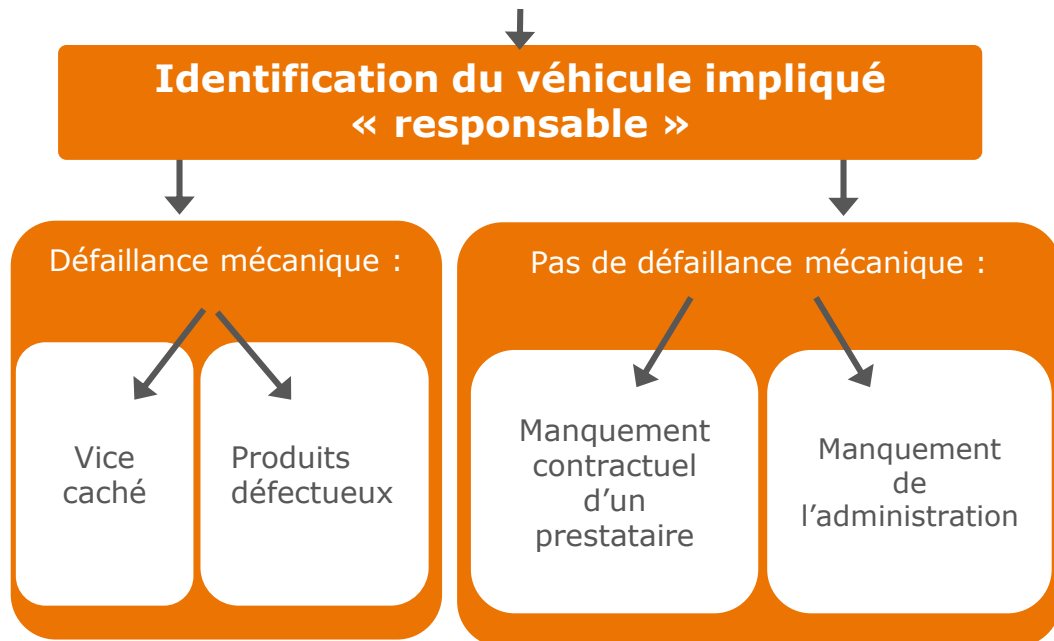 Identification du véhicule impliqué
« responsable »
Défaillance mécanique :
Pas de défaillance mécanique :
Vice
caché
Produits
défectueux
Manquement
contractuel
d’un
prestataire
Manquement
de
l’administration